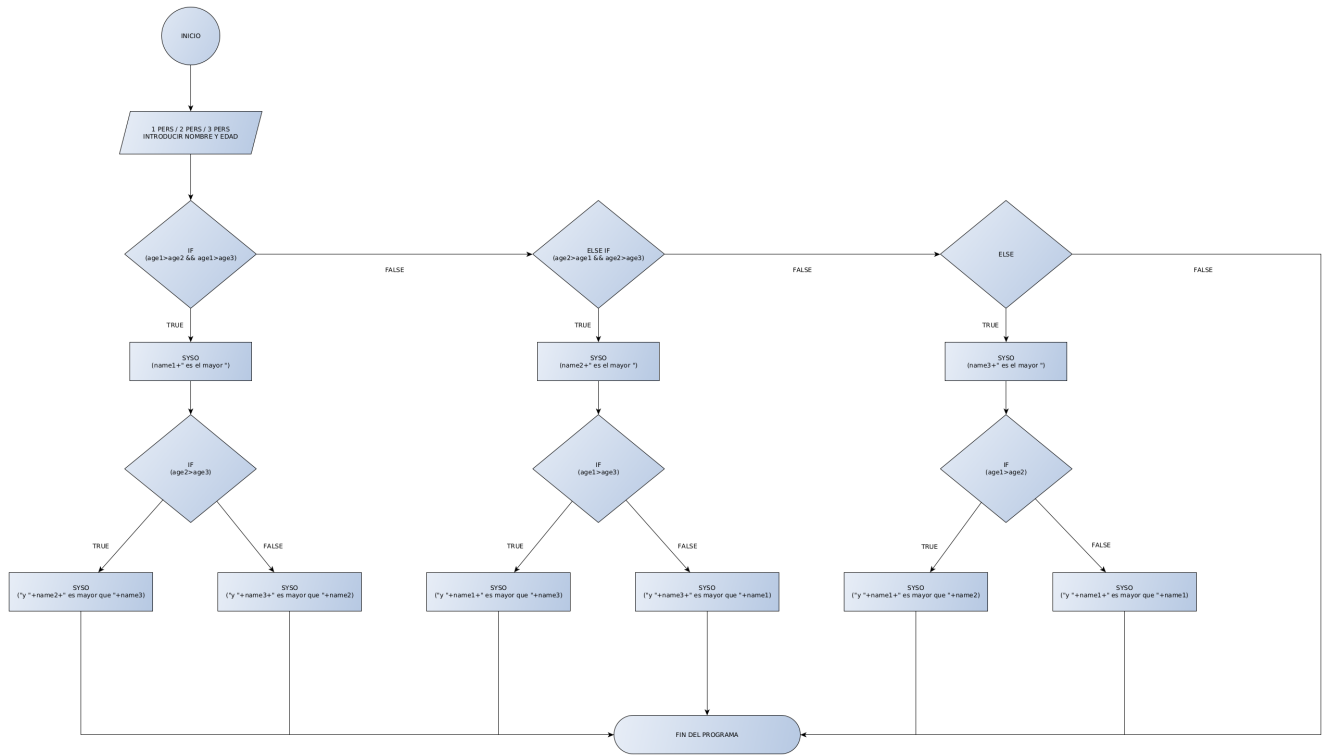 INICIO
1 PERS / 2 PERS / 3 PERS
INTRODUCIR NOMBRE Y EDAD
IF
(age1>age2 && age1>age3)
FALSE
ELSE IF
(age2>age1 && age2>age3)
FALSE
ELSE
FALSE
TRUE
TRUE
TRUE
SYSO
(name1+" es el mayor ")
SYSO
(name2+" es el mayor ")
SYSO
(name3+" es el mayor ")
IF
(age2>age3)
IF
(age1>age3)
IF
(age1>age2)
TRUE
FALSE
TRUE
FALSE
TRUE
FALSE
SYSO
("y "+name2+" es mayor que "+name3)
SYSO
("y "+name3+" es mayor que "+name2)
SYSO
("y "+name1+" es mayor que "+name3)
SYSO
("y "+name3+" es mayor que "+name1)
SYSO
("y "+name1+" es mayor que "+name2)
SYSO
("y "+name1+" es mayor que "+name1)
FIN DEL PROGRAMA